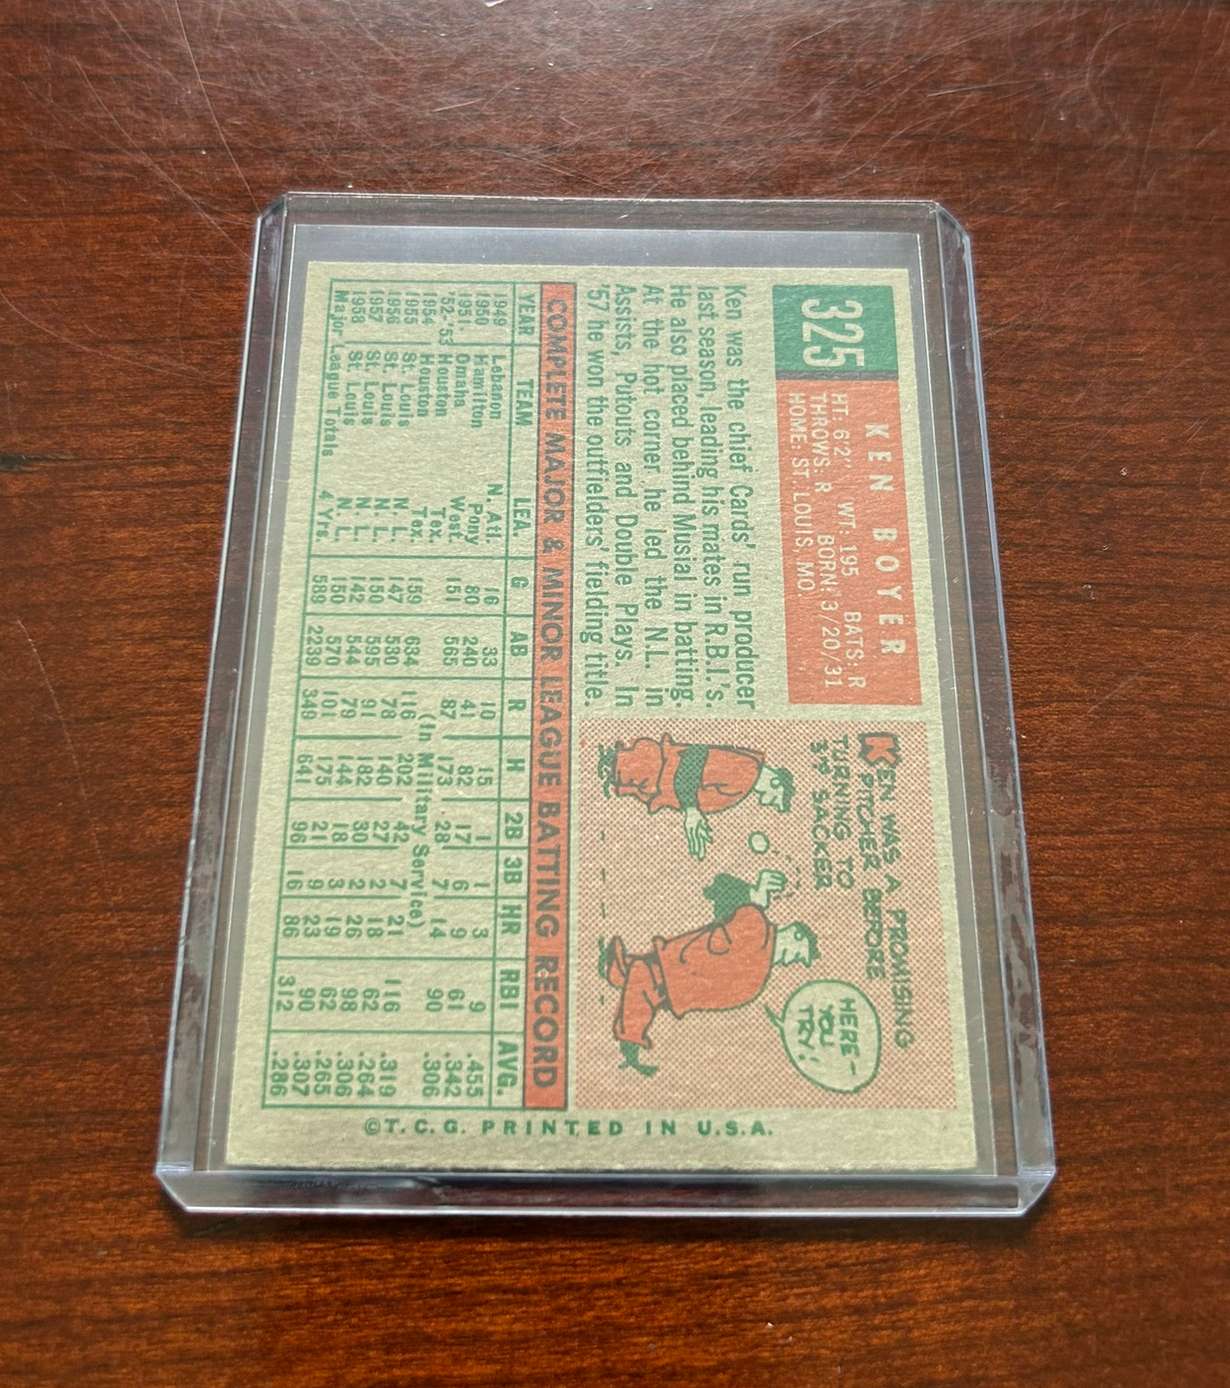 325
KEN BOYER
HT: 6'2" WT: 195 BATS: R
THROWS: R BORN: 3/20/31
HOME: ST. LOUIS, MO.
Ken was the chief Cards' run producer
last season, leading his mates in R.B.I.'s.
He also placed behind Musial in batting.
At the hot corner he led the N.L. in
Assists, Putouts and Double Plays. In
'57 he won the outfielders' fielding title.
KEN WAS A PROMISING
PITCHER BEFORE
TURNING TO
3RD SACKER
HERE-
YOU
TRY!
COMPLETE MAJOR & MINOR LEAGUE BATTING RECORD
YEAR TEAM LEA G AB R H 2B 3B HR RBI AVG.
1949 Lebanon N. Atl. 16 33 10 15 1 1 3 9 .455
1950 Hamilton Pony 80 240 41 82 17 6 9 61 .342
1951 Omaha West. 151 565 87 173 28 7 14 90 .306
'52-'53 Houston Tex. (In Military Service)
1954 Houston Tex. 159 634 116 202 42 7 21 116 .319
1955 St. Louis N. L. 147 530 78 140 27 2 18 62 .264
1956 St. Louis N. L. 150 595 91 182 30 2 26 98 .306
1957 St. Louis N. L. 142 544 79 144 18 3 19 62 .265
1958 St. Louis N. L. 150 570 101 175 21 9 23 90 .307
Major League Totals 4 Yrs. 589 2239 349 641 96 16 86 312 .286
©T. C. G. PRINTED IN U.S.A.